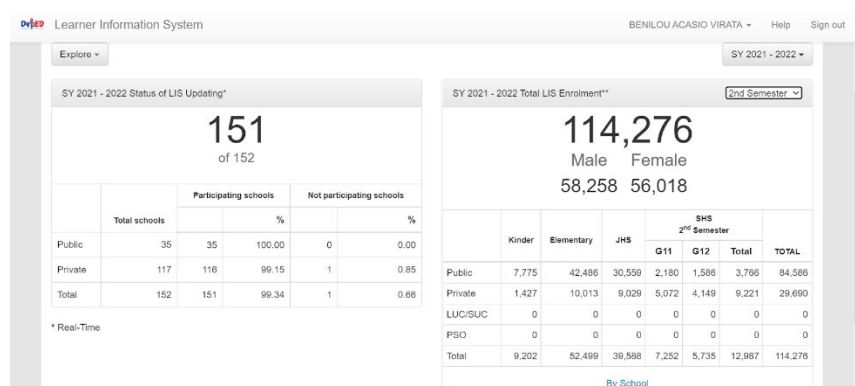 DepED Learner Information System BENILOU ACASIO VIRATA Help Sign out
Explore
SY 2021 - 2022
SY 2021 - 2022 Status of LIS Updating*
151
of 152
Participating schools Not participating schools
Total schools % %
Public 35 35 100.00 0 0.00
Private 117 116 99.15 1 0.85
Total 152 151 99.34 1 0.66
* Real-Time
SY 2021 - 2022 Total LIS Enrolment** 2nd Semester
114,276
Male Female
58,258 56,018
SHS
2nd Semester
Kinder Elementary JHS G11 G12 Total TOTAL
Public 7,775 42,486 30,559 2,180 1,586 3,766 84,586
Private 1,427 10,013 9,029 5,072 4,149 9,221 29,690
LUC/SUC 0 0 0 0 0 0 0
PSO 0 0 0 0 0 0 0
Total 9,202 52,499 39,588 7,252 5,735 12,987 114,276
By School